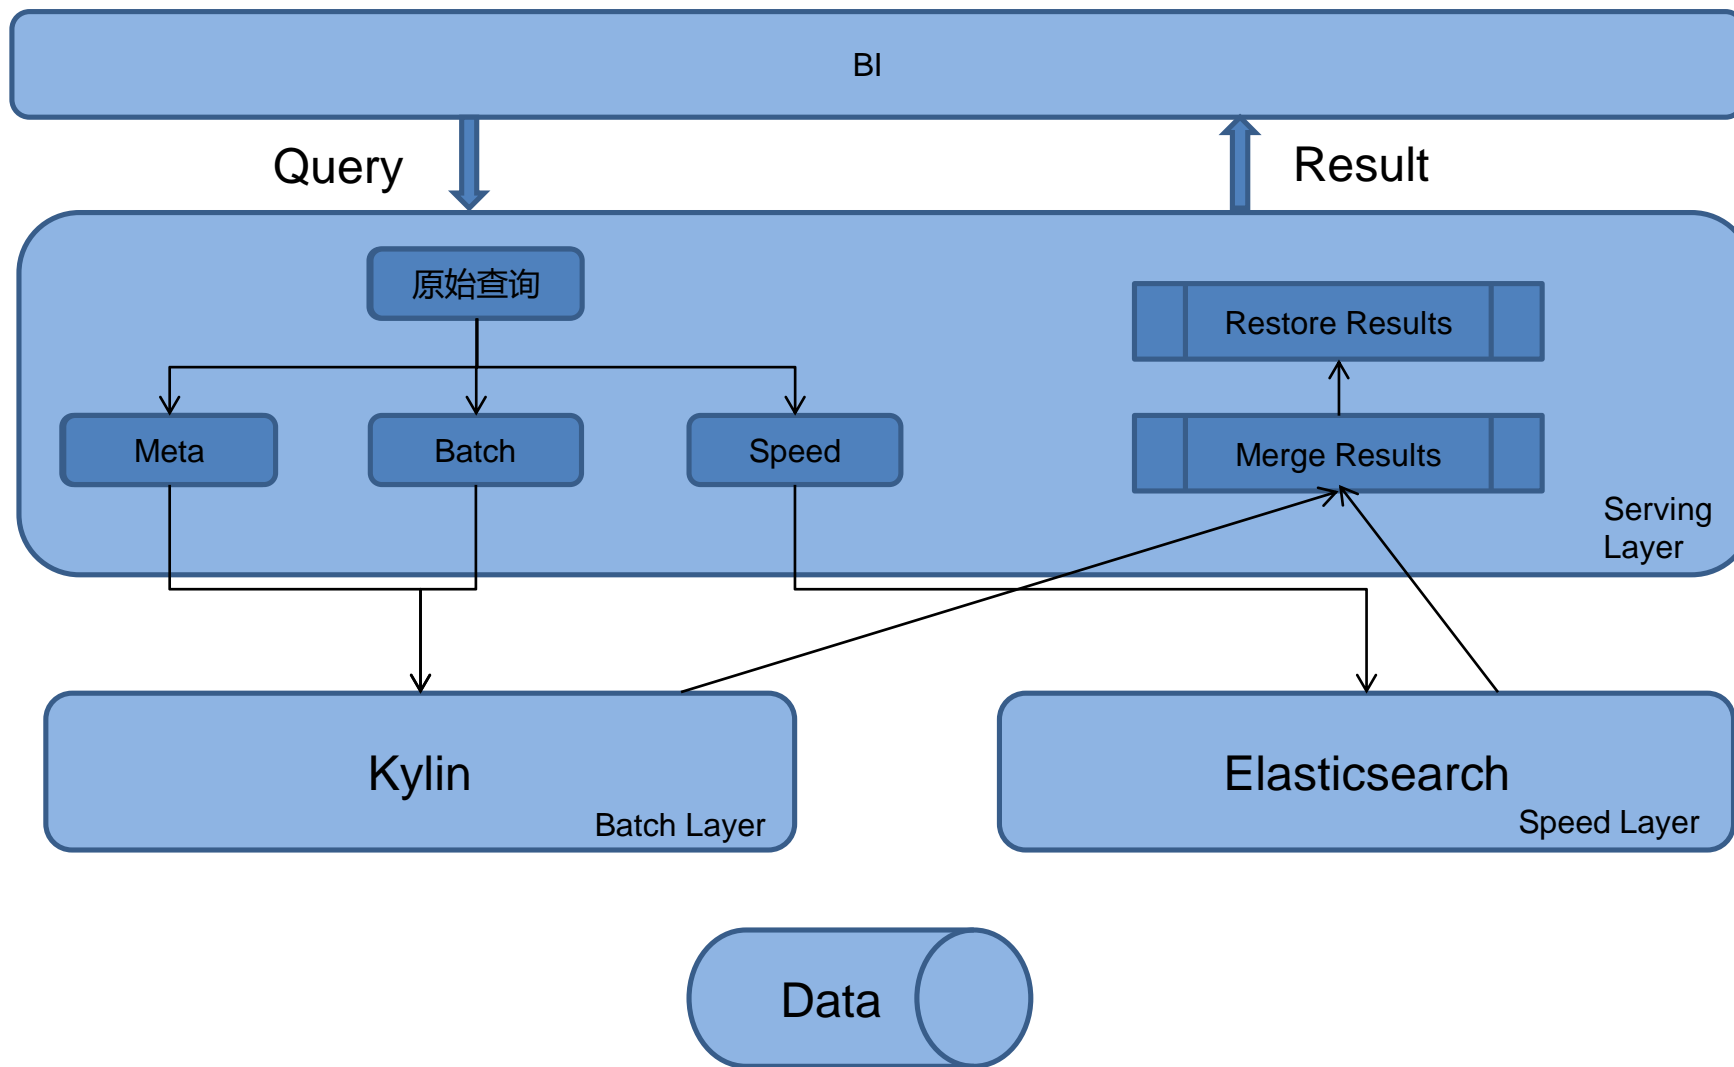 BI
Query
Result
原始查询
Restore Results
Meta
Batch
Speed
Merge Results
Serving
Layer
Kylin
Batch Layer
Elasticsearch
Speed Layer
Data